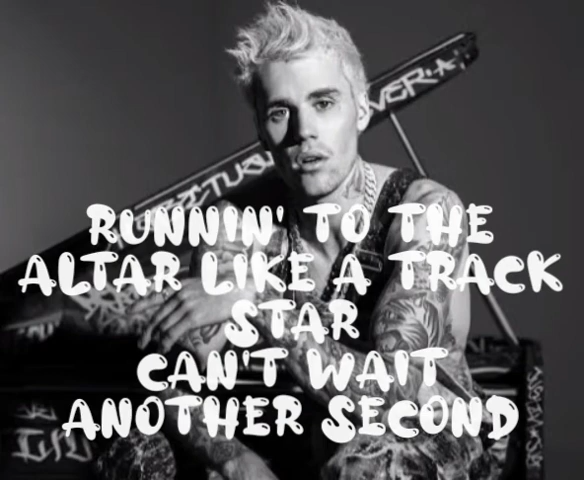 RUNNIN' TO THE
ALTAR LIKE A TRACK
STAR
CAN'T WAIT
ANOTHER SECOND